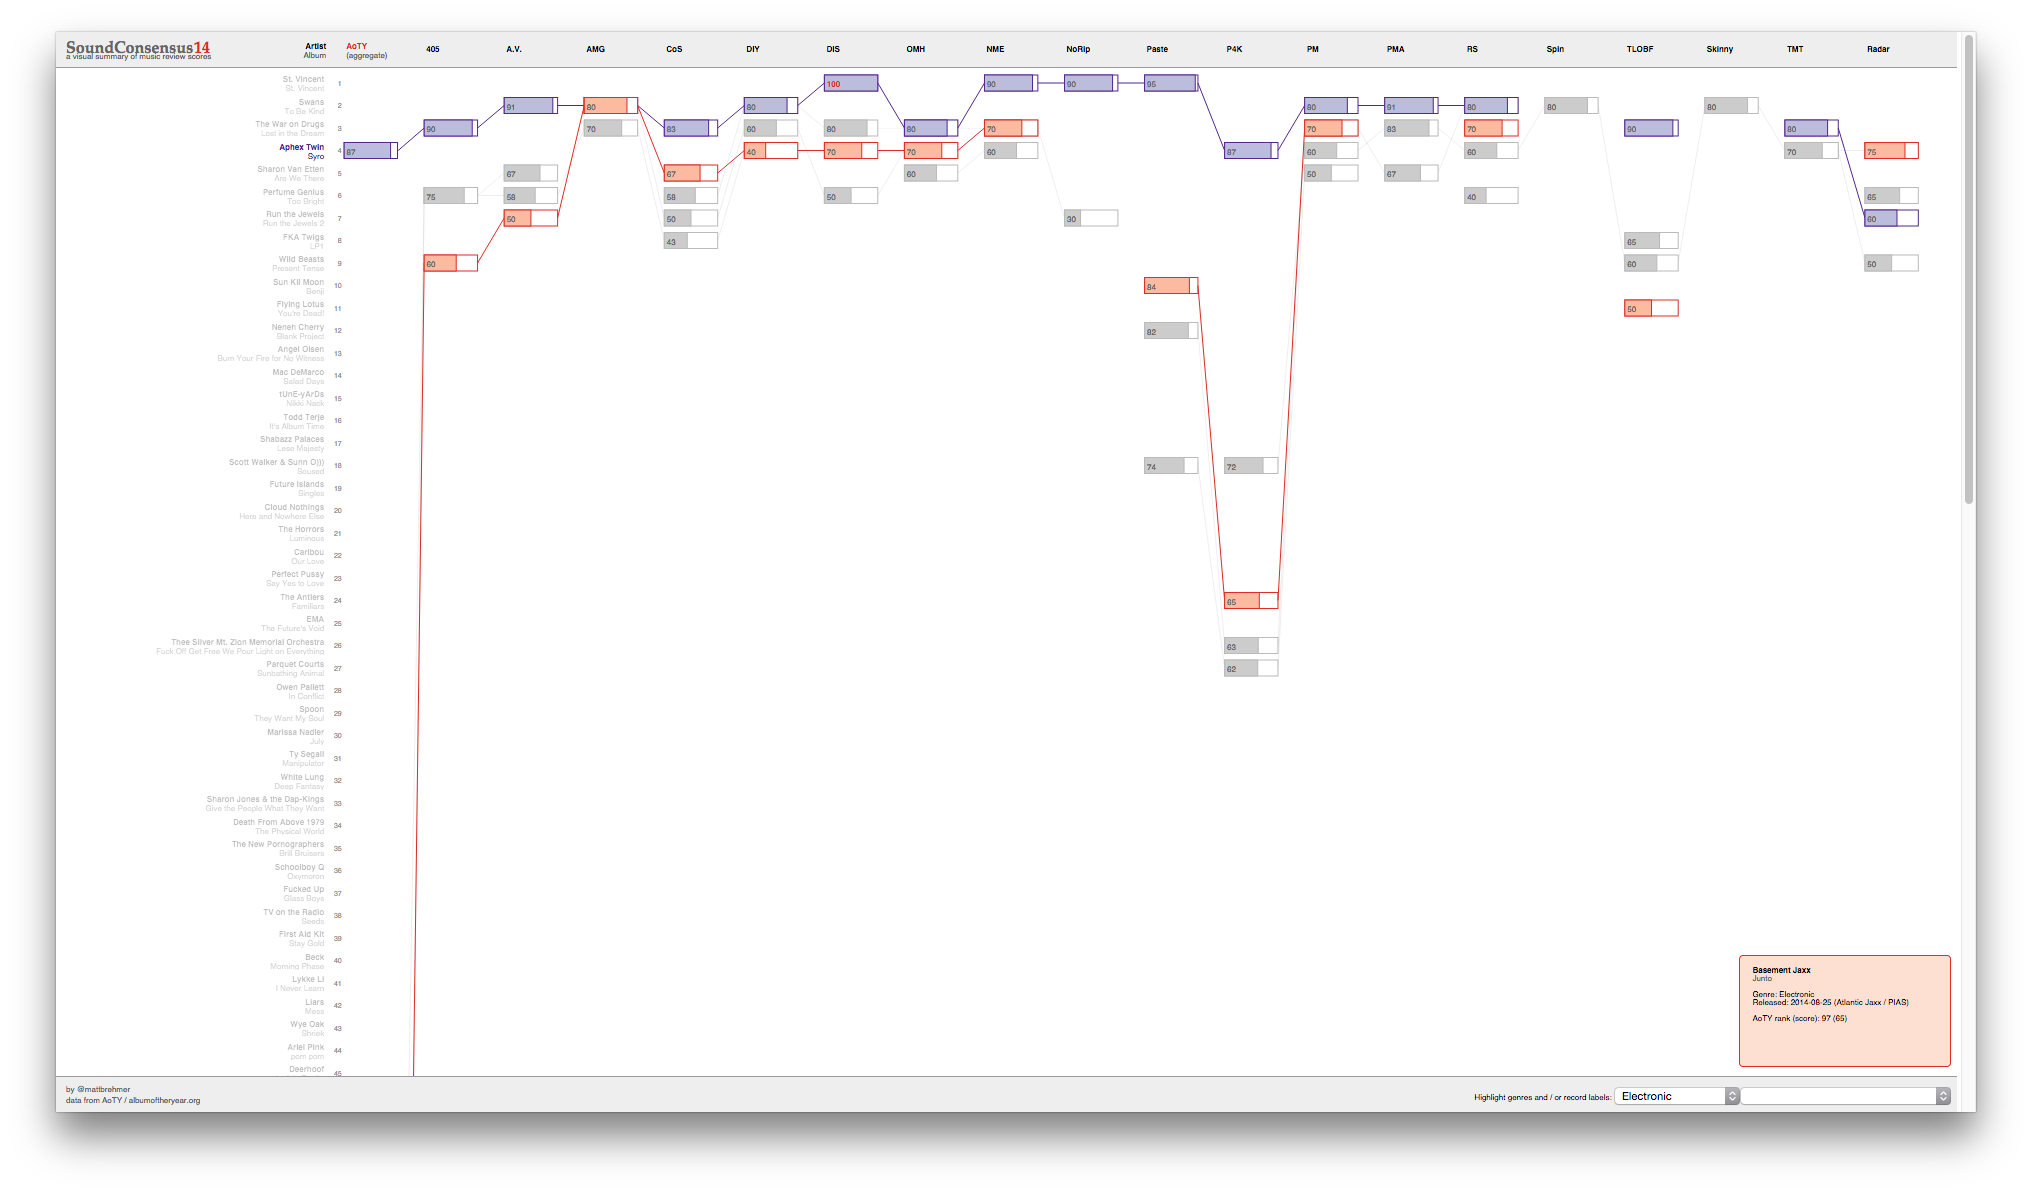 SoundConsensus14
a visual summary of music review scores
Artist AoTY 405 A.V. AMG CoS DIY DIS OMH NME NoRip Paste P4K PM PMA RS Spin TLOBF Skinny TMT Radar
Album (aggregate)
St. Vincent
St. Vincent
1 100 90 90 95
Swans
To Be Kind
2 91 80 80 80 91 80 80 80
The War on Drugs
Lost in the Dream
3 90 70 83 60 80 80 70 70 83 70 90 80
Aphex Twin
Syro
4 87 40 70 70 60 87 60 60 70 75
Sharon Van Etten
Are We There
5 67 67 60 50 67
Perfume Genius
Too Bright
6 75 58 58 50 40 65
Run the Jewels
Run the Jewels 2
7 50 50 30 60
FKA Twigs
LP1
8 43 65
Wild Beasts
Present Tense
9 60 60 50
Sun Kil Moon
Benji
10 84
Flying Lotus
You're Dead!
11 50
Neneh Cherry
Blank Project
12 82
Angel Olsen
Burn Your Fire for No Witness
13
Mac DeMarco
Salad Days
14
tUnE-yArDs
Nikki Nack
15
Todd Terje
It's Album Time
16
Shabazz Palaces
Lese Majesty
17
Scott Walker & Sunn O)))
Soused
18 74 72
Future Islands
Singles
19
Cloud Nothings
Here and Nowhere Else
20
The Horrors
Luminous
21
Caribou
Our Love
22
Perfect Pussy
Say Yes to Love
23
The Antlers
Familiars
24 65
EMA
The Future's Void
25
Thee Silver Mt. Zion Memorial Orchestra
Fuck Off Get Free We Pour Light on Everything
26 63
Parquet Courts
Sunbathing Animal
27 62
Owen Pallett
In Conflict
28
Spoon
They Want My Soul
29
Marissa Nadler
July
30
Ty Segall
Manipulator
31
White Lung
Deep Fantasy
32
Sharon Jones & the Dap-Kings
Give the People What They Want
33
Death From Above 1979
The Physical World
34
The New Pornographers
Brill Bruisers
35
Schoolboy Q
Oxymoron
36
Fucked Up
Glass Boys
37
TV on the Radio
Seeds
38
First Aid Kit
Stay Gold
39
Beck
Morning Phase
40
Lykke Li
I Never Learn
41
Liars
Mess
42
Wye Oak
Shriek
43
Ariel Pink
pom pom
44
Deerhoof
45
Basement Jaxx
Junto
Genre: Electronic
Released: 2014-08-25 (Atlantic Jaxx / PIAS)
AoTY rank (score): 97 (65)
by @mattbrehmer
data from AoTY / albumoftheyear.org
Highlight genres and / or record labels: Electronic